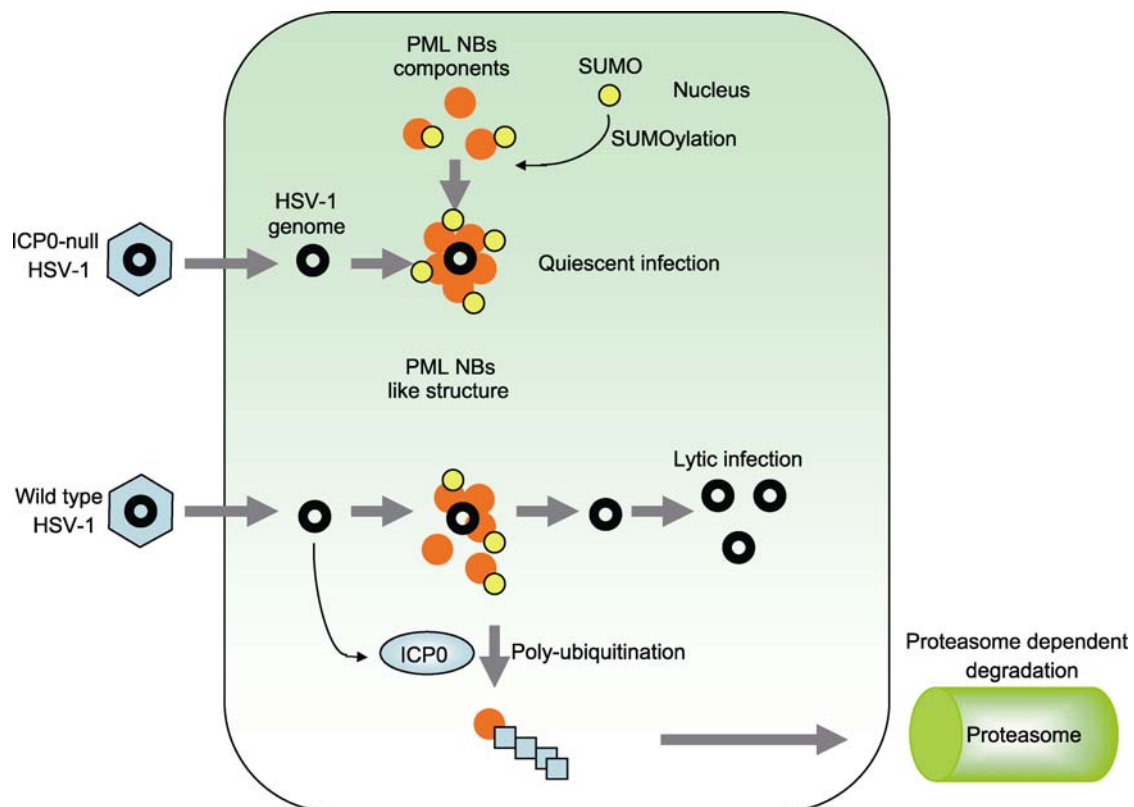 PML NBs
components
SUMO
Nucleus
SUMOylation
HSV-1
genome
ICP0-null
HSV-1
Quiescent infection
PML NBs
like structure
Lytic infection
Wild type
HSV-1
ICP0
Poly-ubiquitination
Proteasome dependent
degradation
Proteasome